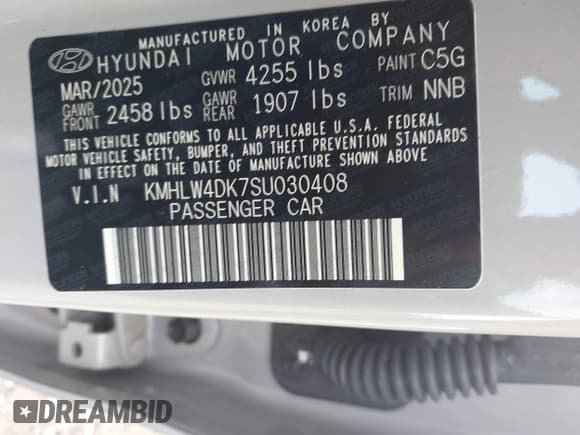 MANUFACTURED IN KOREA BY
HYUNDAI MOTOR COMPANY
MAR/2025 GVWR 4255 lbs PAINT C5G
GAWR FRONT 2458 lbs GAWR REAR 1907 lbs TRIM NNB
THIS VEHICLE CONFORMS TO ALL APPLICABLE U.S.A. FEDERAL
MOTOR VEHICLE SAFETY, BUMPER, AND THEFT PREVENTION STANDARDS
IN EFFECT ON THE DATE OF MANUFACTURE SHOWN ABOVE.
V.I.N KMHLW4DK7SU030408
PASSENGER CAR
DREAMBID